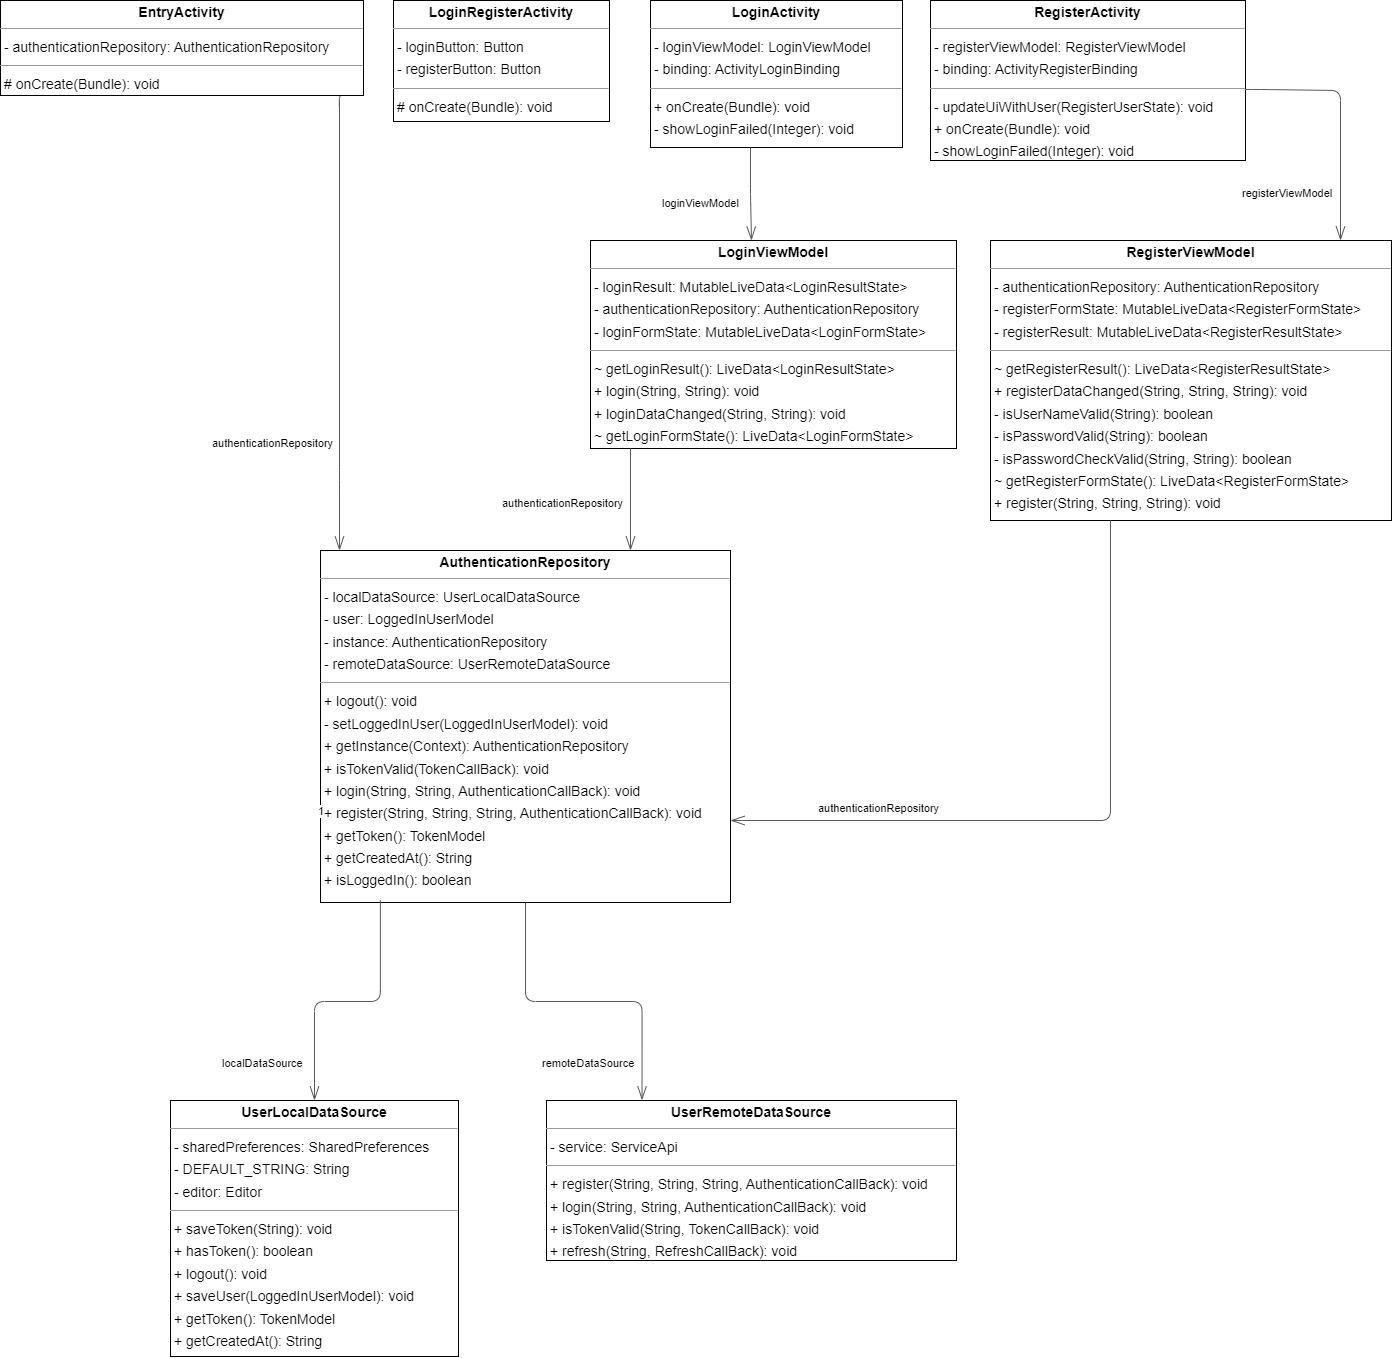 EntryActivity
- authenticationRepository: AuthenticationRepository
# onCreate(Bundle): void
LoginRegisterActivity
- loginButton: Button
- registerButton: Button
# onCreate(Bundle): void
LoginActivity
- loginViewModel: LoginViewModel
- binding: ActivityLoginBinding
+ onCreate(Bundle): void
- showLoginFailed(Integer): void
RegisterActivity
- registerViewModel: RegisterViewModel
- binding: ActivityRegisterBinding
- updateUiWithUser(RegisterUserState): void
+ onCreate(Bundle): void
- showLoginFailed(Integer): void
loginViewModel
registerViewModel
LoginViewModel
- loginResult: MutableLiveData<LoginResultState>
- authenticationRepository: AuthenticationRepository
- loginFormState: MutableLiveData<LoginFormState>
~ getLoginResult(): LiveData<LoginResultState>
+ login(String, String): void
+ loginDataChanged(String, String): void
~ getLoginFormState(): LiveData<LoginFormState>
RegisterViewModel
- authenticationRepository: AuthenticationRepository
- registerFormState: MutableLiveData<RegisterFormState>
- registerResult: MutableLiveData<RegisterResultState>
~ getRegisterResult(): LiveData<RegisterResultState>
+ registerDataChanged(String, String, String): void
- isUserNameValid(String): boolean
- isPasswordValid(String): boolean
- isPasswordCheckValid(String, String): boolean
~ getRegisterFormState(): LiveData<RegisterFormState>
+ register(String, String, String): void
authenticationRepository
authenticationRepository
AuthenticationRepository
- localDataSource: UserLocalDataSource
- user: LoggedInUserModel
- instance: AuthenticationRepository
- remoteDataSource: UserRemoteDataSource
+ logout(): void
- setLoggedInUser(LoggedInUserModel): void
+ getInstance(Context): AuthenticationRepository
+ isTokenValid(TokenCallBack): void
+ login(String, String, AuthenticationCallBack): void
1
+ register(String, String, String, AuthenticationCallBack): void
+ getToken(): TokenModel
+ getCreatedAt(): String
+ isLoggedIn(): boolean
authenticationRepository
localDataSource
remoteDataSource
UserLocalDataSource
- sharedPreferences: SharedPreferences
- DEFAULT_STRING: String
- editor: Editor
+ saveToken(String): void
+ hasToken(): boolean
+ logout(): void
+ saveUser(LoggedInUserModel): void
+ getToken(): TokenModel
+ getCreatedAt(): String
UserRemoteDataSource
- service: ServiceApi
+ register(String, String, String, AuthenticationCallBack): void
+ login(String, String, AuthenticationCallBack): void
+ isTokenValid(String, TokenCallBack): void
+ refresh(String, RefreshCallBack): void